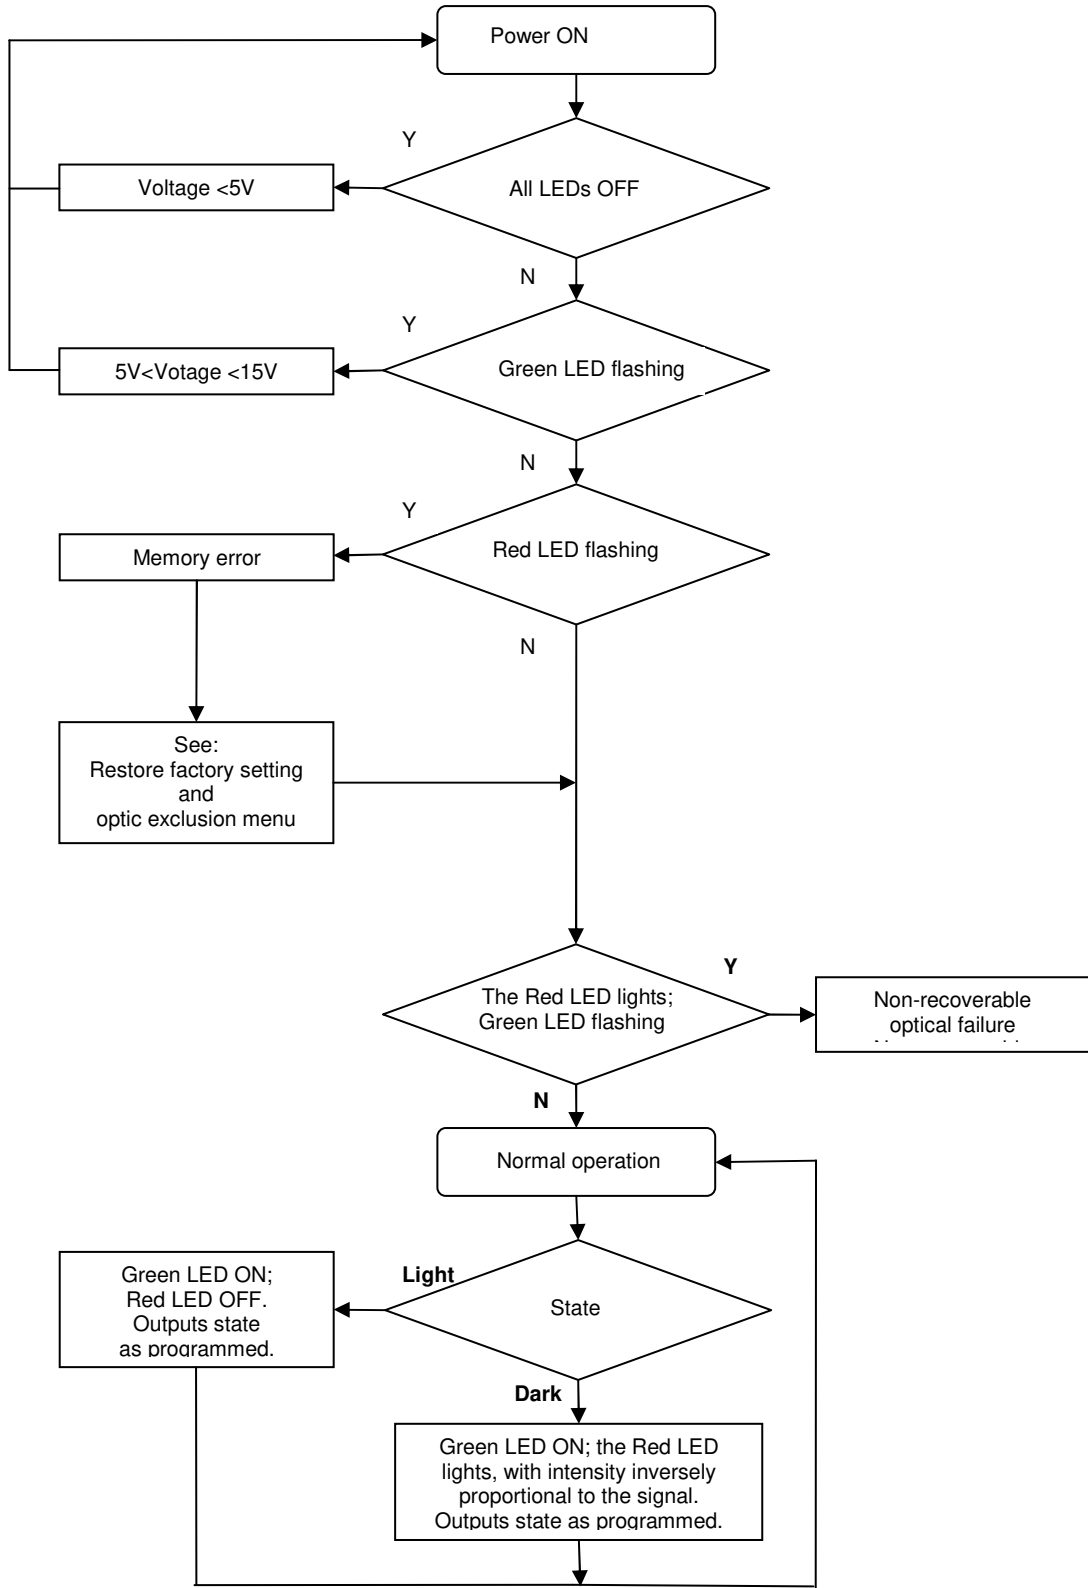 Power ON
Y
All LEDs OFF
Voltage <5V
N
Y
Green LED flashing
5V<Votage <15V
N
Y
Red LED flashing
Memory error
N
See:
Restore factory setting
and
optic exclusion menu
Y
The Red LED lights;
Green LED flashing
Non-recoverable
optical failure
N
Normal operation
Light
State
Green LED ON;
Red LED OFF.
Outputs state
as programmed.
Dark
Green LED ON; the Red LED
lights, with intensity inversely
proportional to the signal.
Outputs state as programmed.